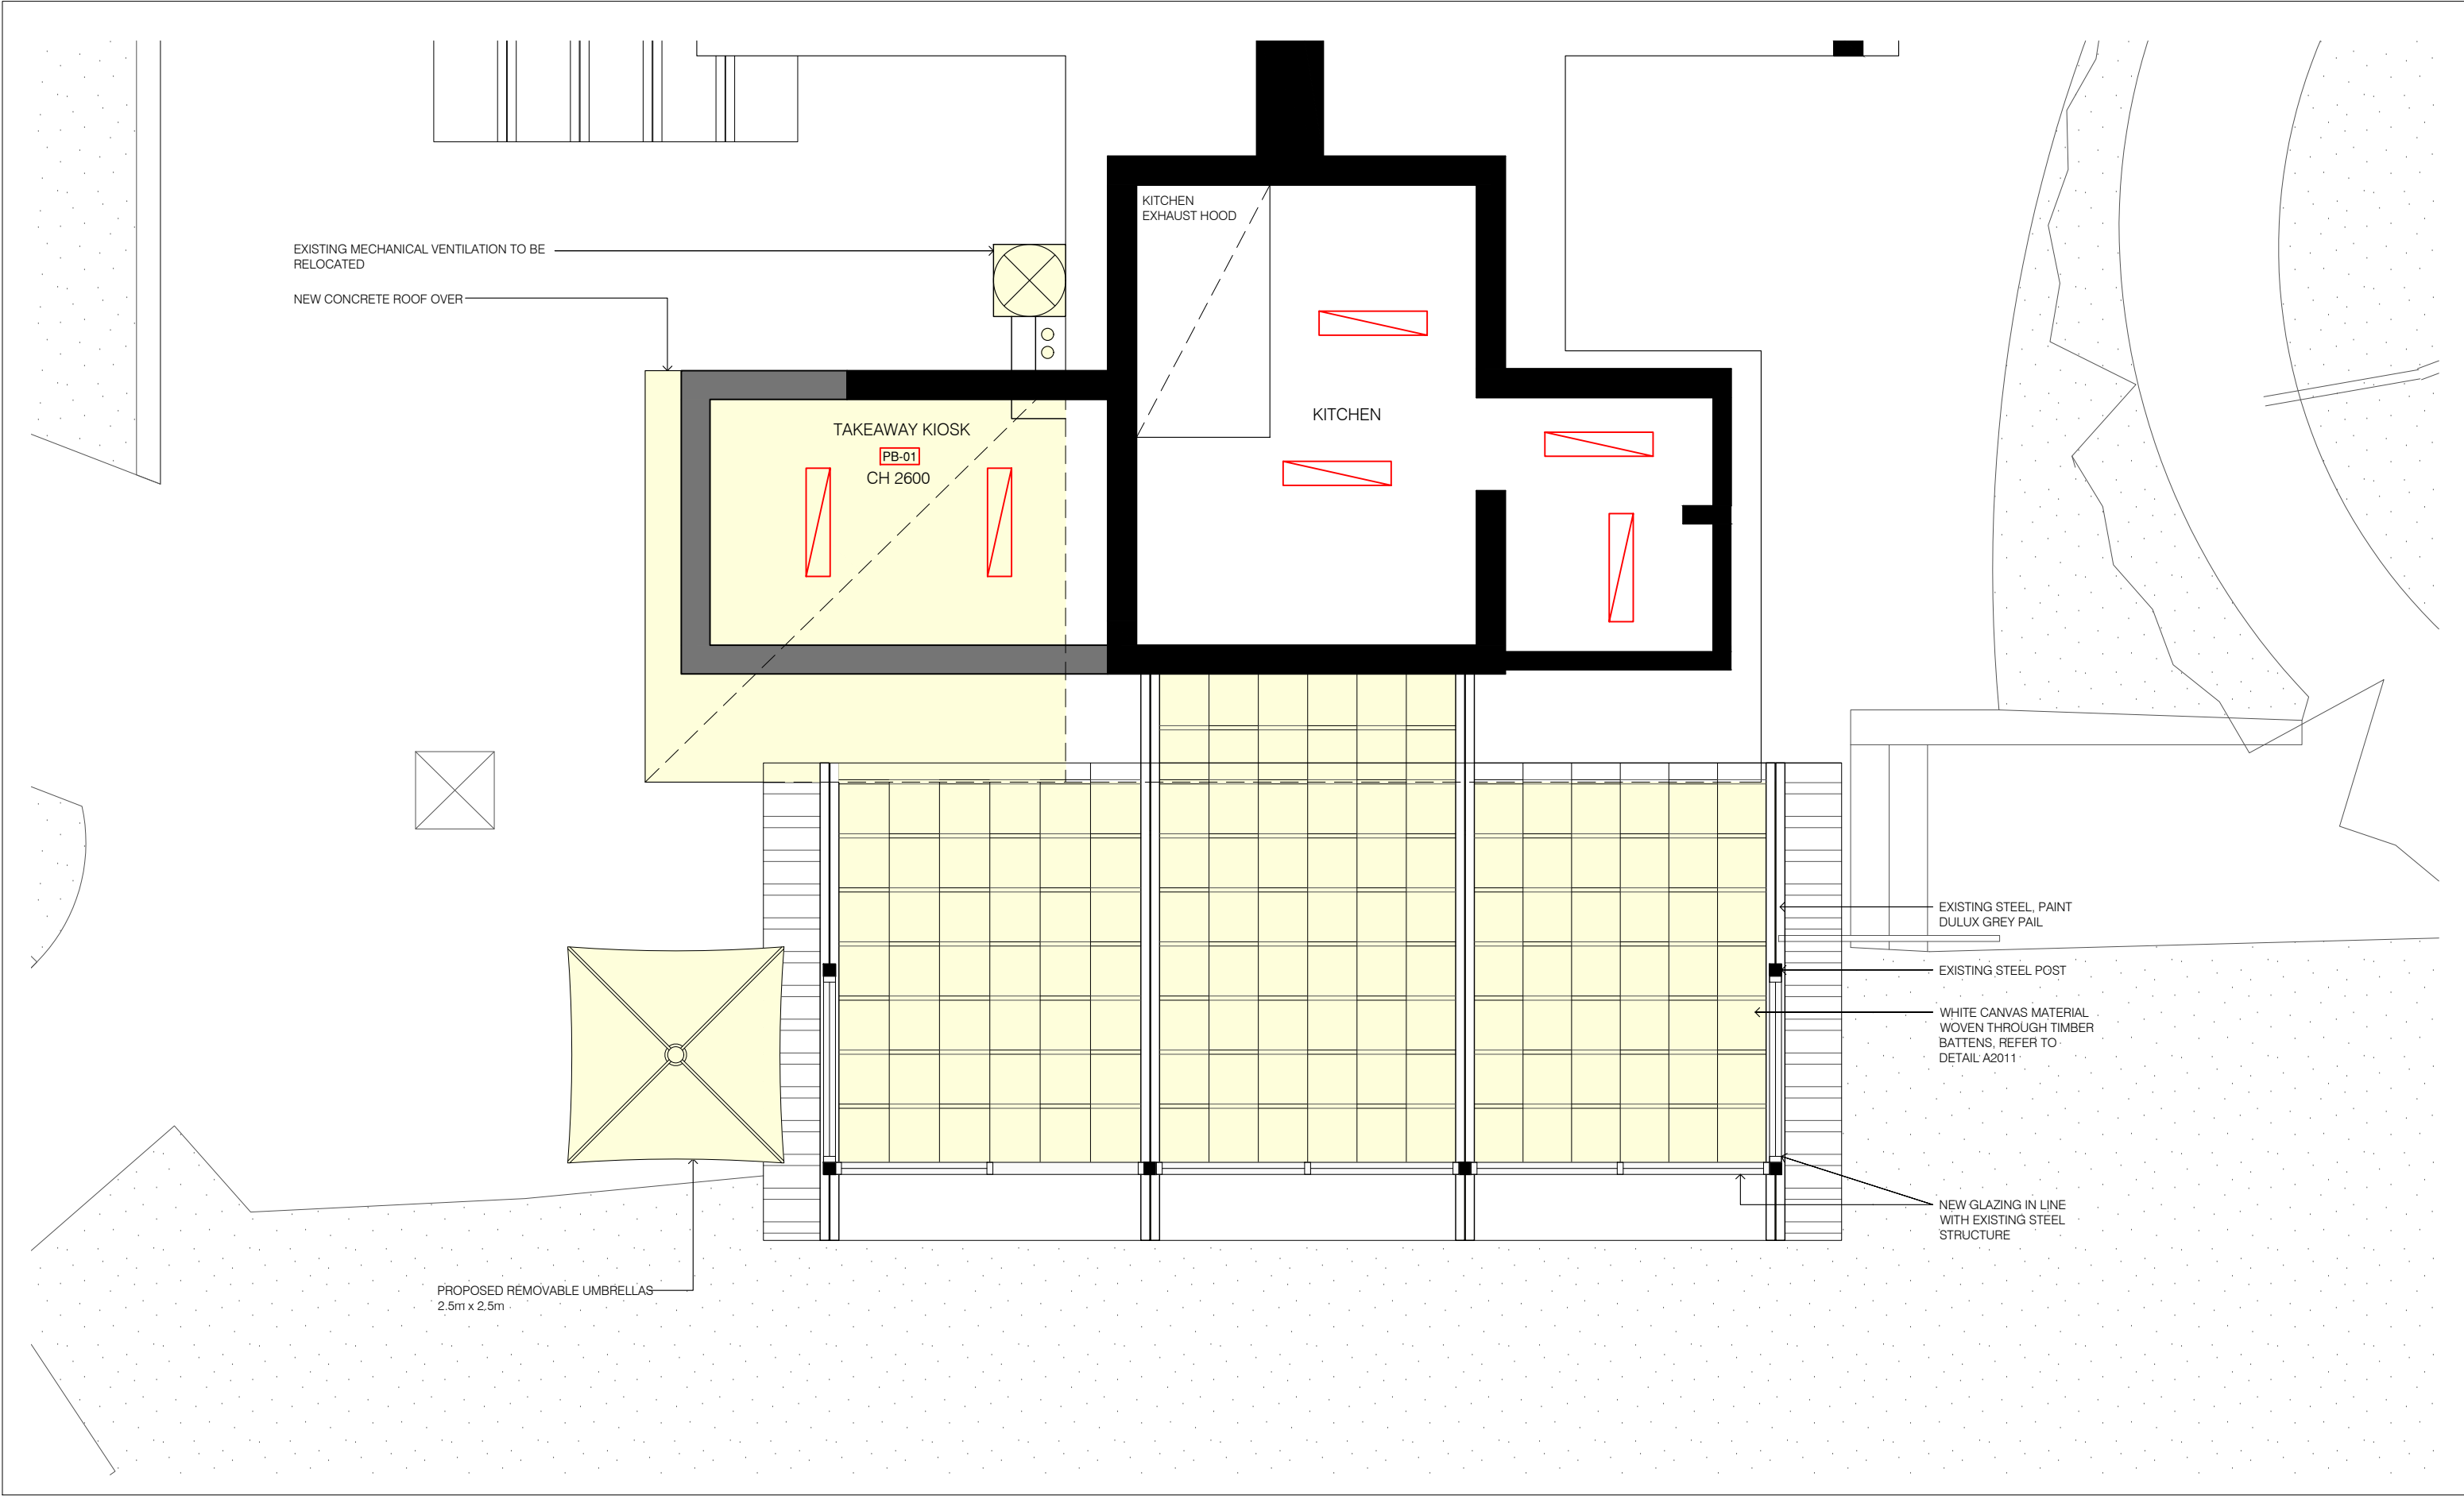 KITCHEN
EXHAUST HOOD
EXISTING MECHANICAL VENTILATION TO BE
RELOCATED
NEW CONCRETE ROOF OVER
TAKEAWAY KIOSK
PB-01
CH 2600
KITCHEN
EXISTING STEEL, PAINT
DULUX GREY PAIL
EXISTING STEEL POST
WHITE CANVAS MATERIAL
WOVEN THROUGH TIMBER
BATTENS, REFER TO
DETAIL A2011
NEW GLAZING IN LINE
WITH EXISTING STEEL
STRUCTURE
PROPOSED REMOVABLE UMBRELLAS
2.5m x 2.5m